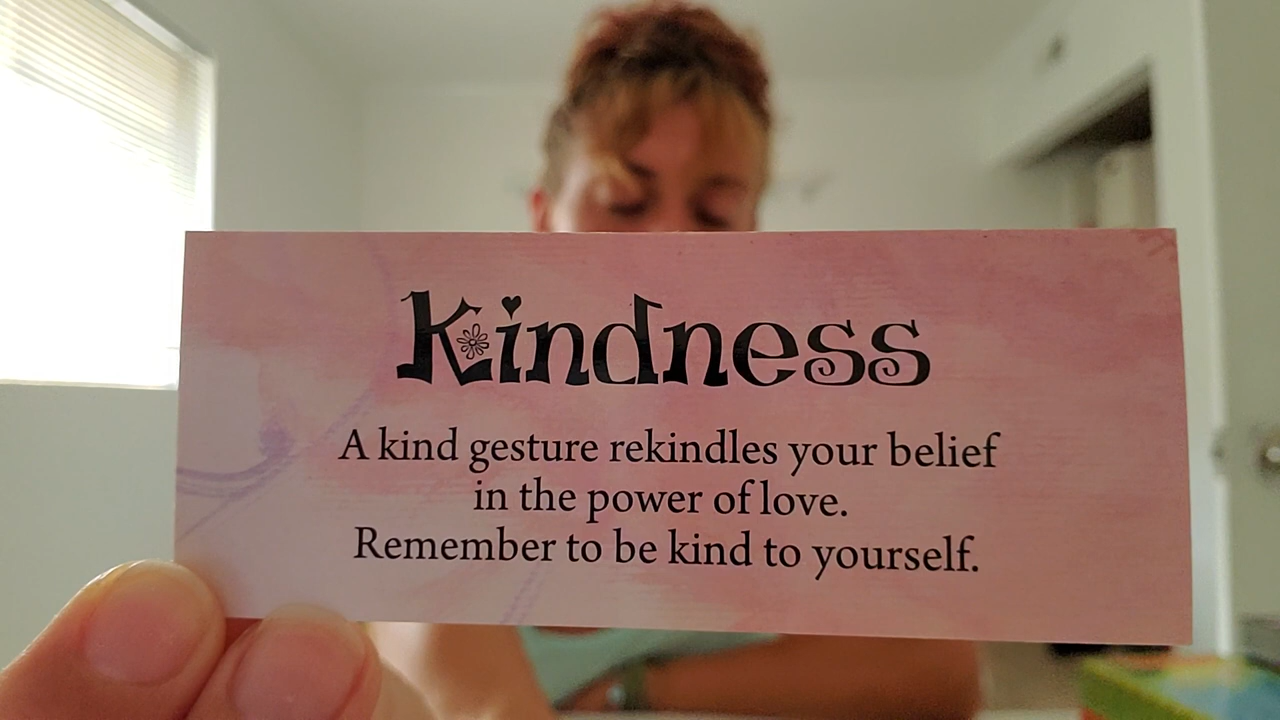 Kindness
A kind gesture rekindles your belief
in the power of love.
Remember to be kind to yourself.